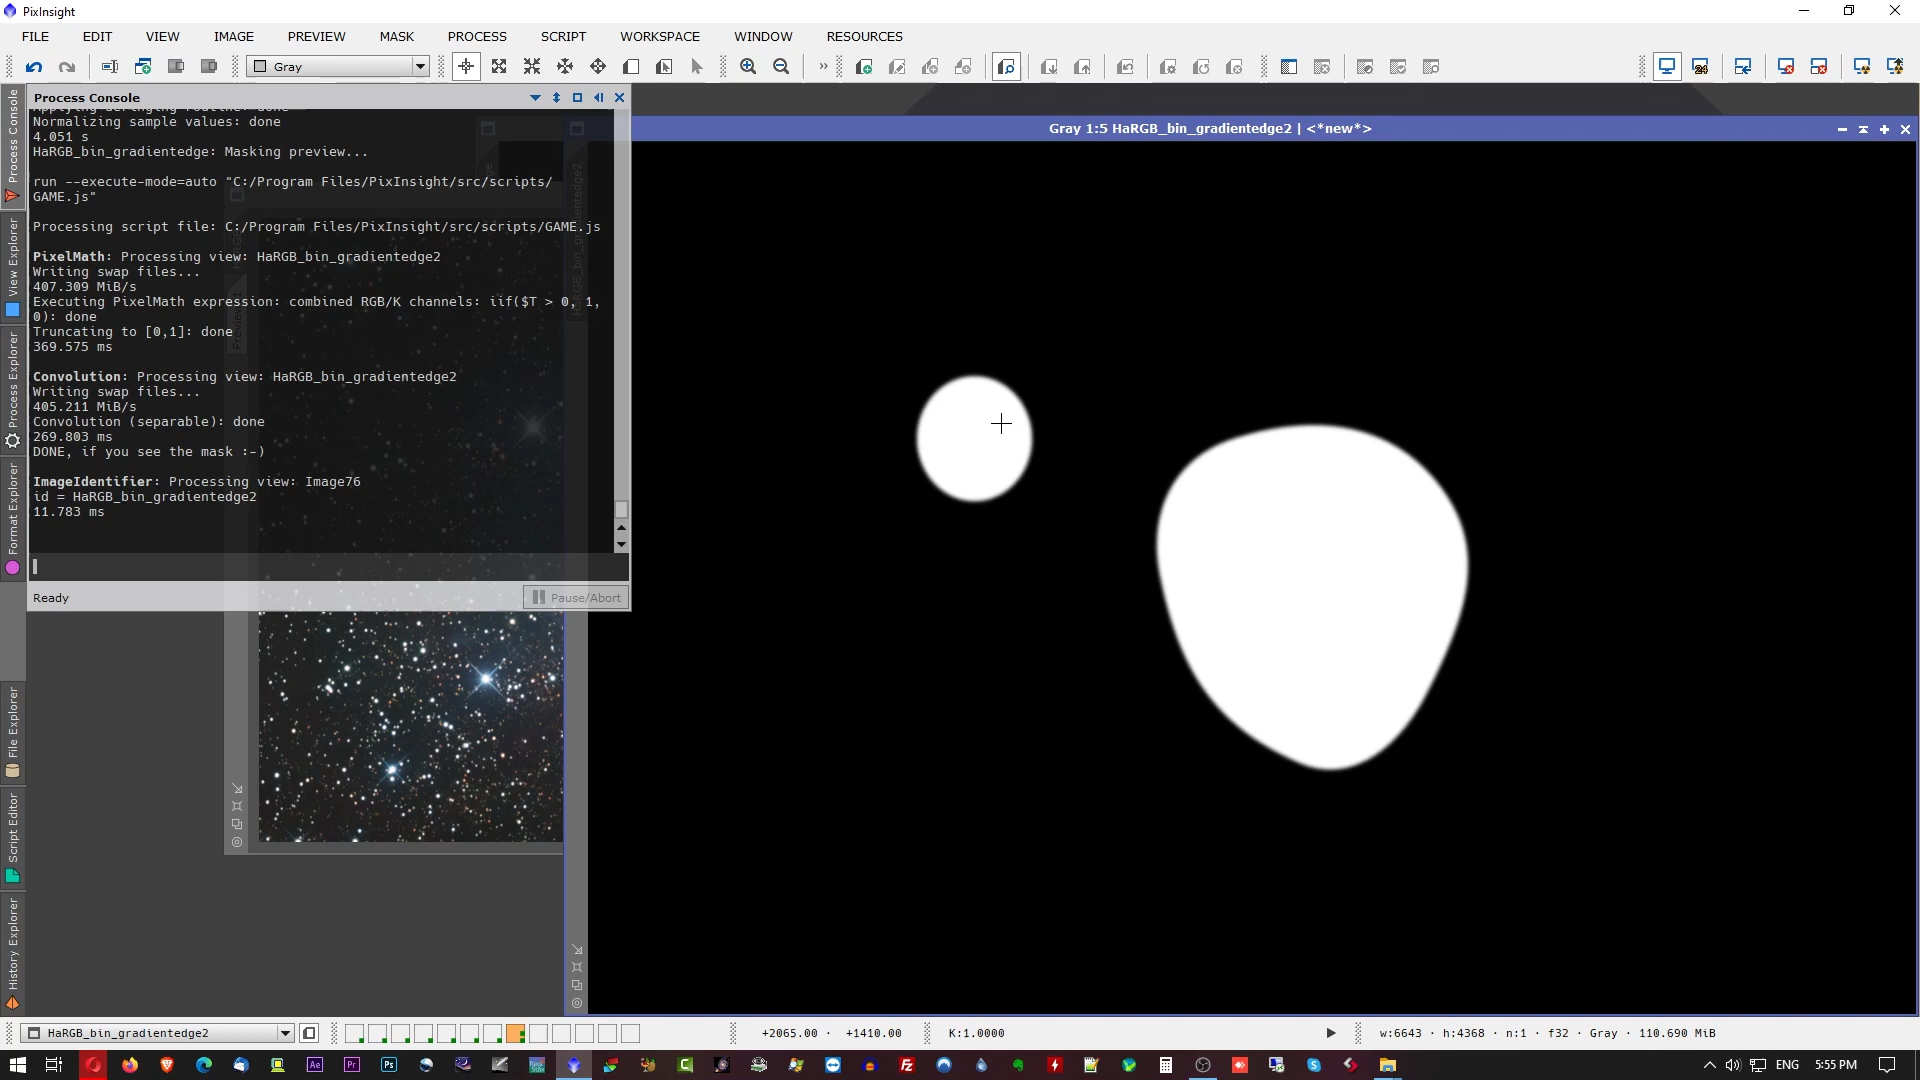 PixInsight
FILE EDIT VIEW IMAGE PREVIEW MASK PROCESS SCRIPT WORKSPACE WINDOW RESOURCES
Gray
24
Process Console
Normalizing sample values: done
4.051 s
HaRGB_bin_gradientedge: Masking preview...
run --execute-mode=auto "C:/Program Files/PixInsight/src/scripts/
GAME.js"
Processing script file: C:/Program Files/PixInsight/src/scripts/GAME.js
PixelMath: Processing view: HaRGB_bin_gradientedge2
Writing swap files...
407.309 MiB/s
Executing PixelMath expression: combined RGB/K channels: iif($T > 0, 1,
0): done
Truncating to [0,1]: done
369.575 ms
Convolution: Processing view: HaRGB_bin_gradientedge2
Writing swap files...
405.211 MiB/s
Convolution (separable): done
269.803 ms
DONE, if you see the mask :-)
ImageIdentifier: Processing view: Image76
id = HaRGB_bin_gradientedge2
11.783 ms
Ready
Pause/Abort
Process Console
View Explorer
Process Explorer
Format Explorer
File Explorer
Script Editor
History Explorer
Gray 1:5 HaRGB_bin_gradientedge2 | <*new*>
HaRGB_bin_gradientedge2
+2065.00 · +1410.00
K:1.0000
w:6643 · h:4368 · n:1 · f32 · Gray · 110.690 MiB
Ae
Pr
Ps
Fz
ENG
5:55 PM